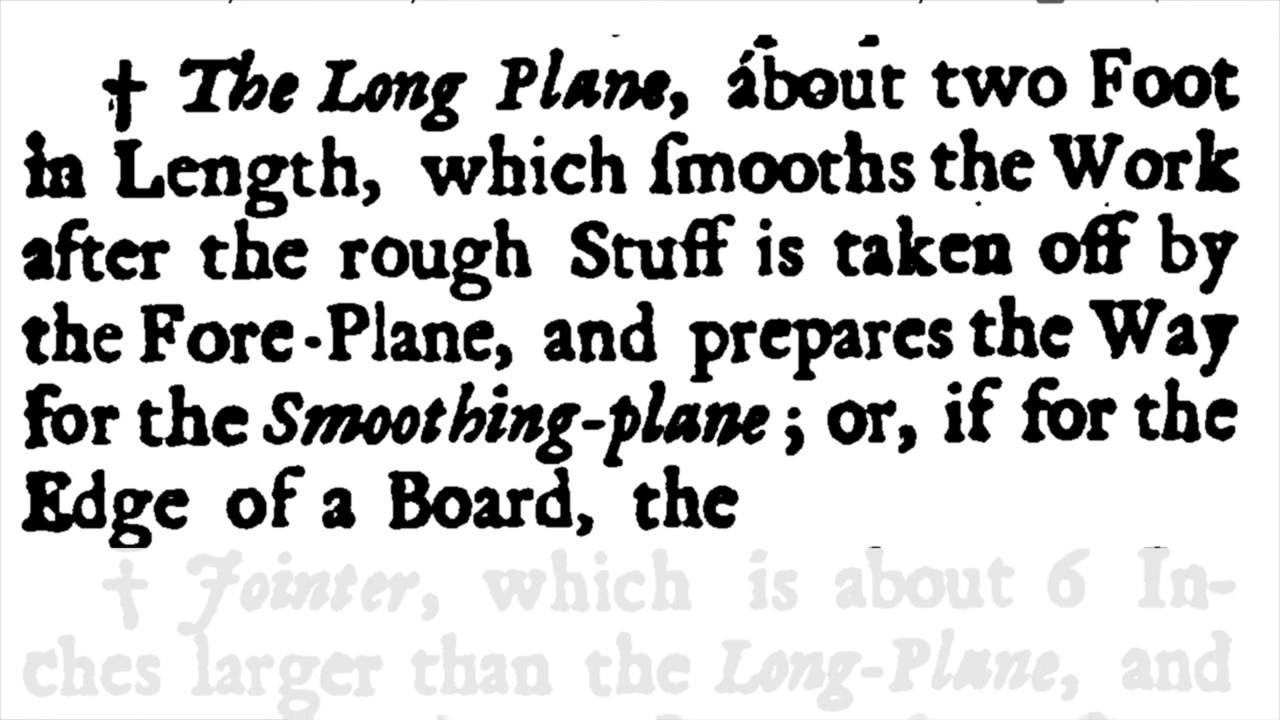 † The Long Plane, about two Foot
in Length, which ſmooths the Work
after the rough Stuff is taken off by
the Fore-Plane, and prepares the Way
for the Smoothing-plane; or, if for the
Edge of a Board, the
† Jointer, which is about 6 In-
ches larger than the Long-Plane, and